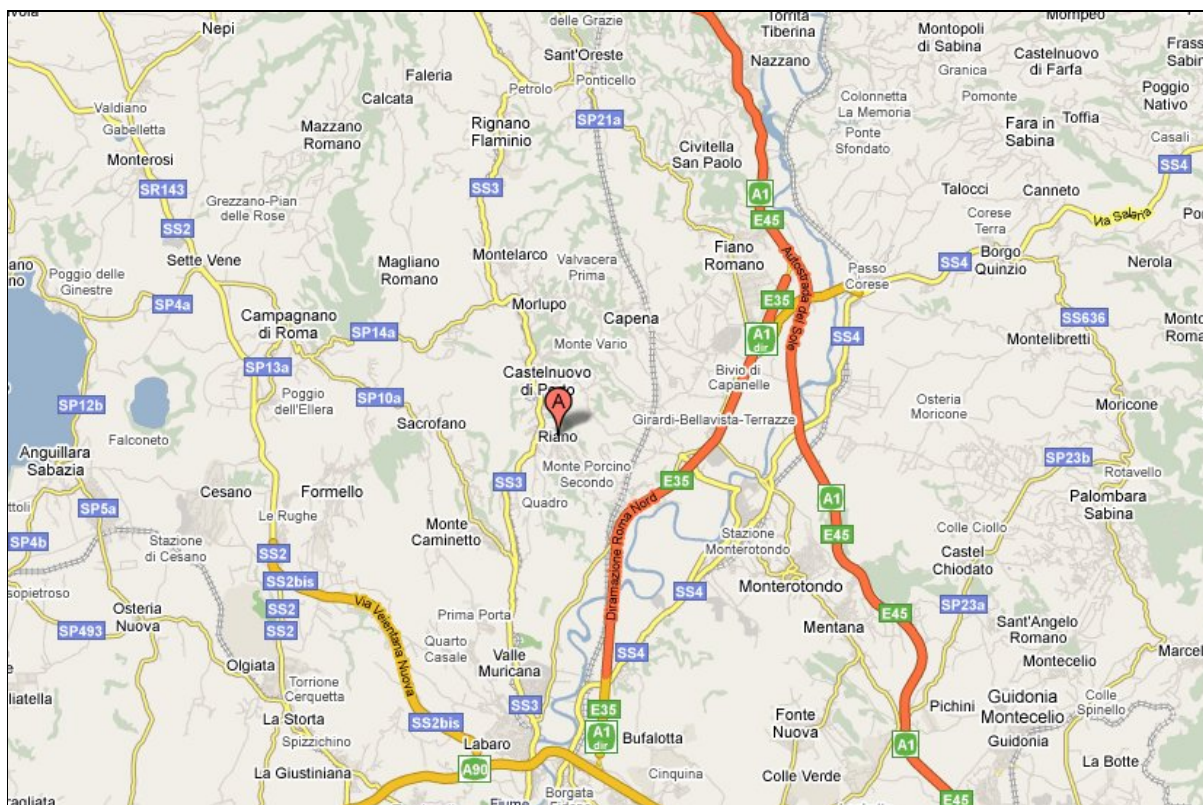 Nepi
delle Grazie
Sant'Oreste
Torrita
Tiberina
Nazzano
Montopoli
di Sabina
Mompeo
Castelnuovo
di Farfa
Granica
Poggio
Nativo
Faleria
Calcata
Petrolo
Ponticello
Valdiano
Gabelletta
Monterosi
Mazzano
Romano
Rignano
Flaminio
SP21a
Civitella
San Paolo
Colonnetta
La Memoria
Ponte
Sfondato
Pomonte
Toffia
Fara in
Sabina
Casali
SR143
SS3
SS4
Grezzano-Pian
delle Rose
A1
Talocci
Canneto
SS2
E45
Via Salaria
Corese
Terra
Sette Vene
Montelarco
Valvacera
Prima
Fiano
Romano
Autostrada del Sole
Passo
Corese
SS4
Borgo
Quinzio
Nerola
Poggio delle
Ginestre
Magliano
Romano
SP4a
Morlupo
E35
Campagnano
di Roma
SP14a
Capena
A1
dir
SS4
SS636
Montelibretti
Monte Vario
SP13a
Castelnuovo
Bivio di
Capanelle
SP12b
Poggio
dell'Ellera
SP10a
A
Osteria
Moricone
Moricone
Sacrofano
Girardi-Bellavista-Terrazze
Falconeto
Riano
Anguillara
Sabazia
SP23b
Rotavello
Monte Porcino
Secondo
SS3
E35
Cesano
Formello
Quadro
A1
Palombara
Sabina
SP5a
Le Rughe
Diramazione Roma Nord
Monte
Caminetto
Stazione
Monterotondo
Colle Ciollo
E45
SP4b
Stazione
di Cesano
SS2
Castel
Chiodato
SS2bis
Monterotondo
SS4
Osteria
Nuova
SS2
SS2
Via Veientana Nuova
Prima Porta
SP23a
E45
Mentana
Sant'Angelo
Romano
SP493
Quarto
Casale
Valle
Muricana
SS4
Montecelio
Olgiata
Torrione
Cerquetta
Colle
Spinello
SS3
E35
Pichini
Guidonia
Montecelio
La Storta
SS2bis
A1
dir
Bufalotta
Fonte
Nuova
Spizzichino
Labaro
A1
Guidonia
La Botte
La Giustiniana
A90
Cinquina
Colle Verde
Borgata
E45